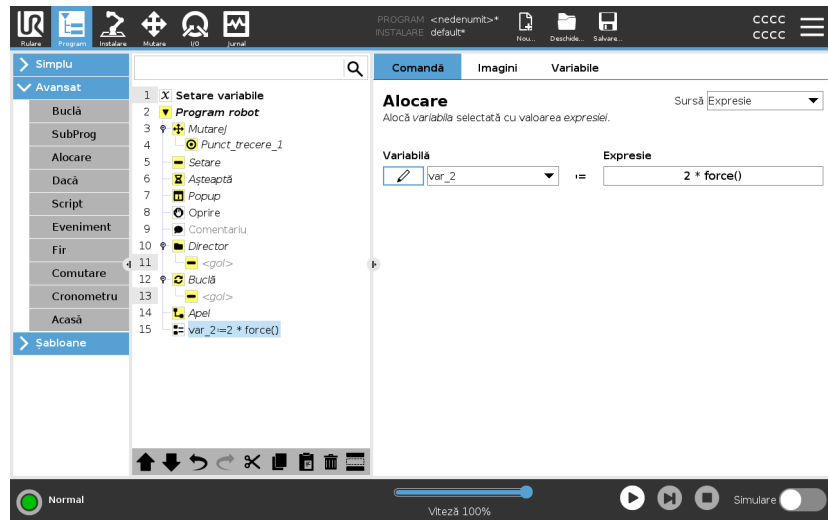 PROGRAM <nedenumit>*
INSTALARE default*
CCCC
CCCC
Rulare Program Instalare Mutare I/O Jurnal Nou... Deschide... Salvare...
Simplu
Avansat
Buclă
SubProg
Alocare
Dacă
Script
Eveniment
Fir
Comutare
Cronometru
Acasă
Șabloane
1 X Setare variabile
2 Program robot
3 MutareJ
4 Punct_trecere_1
5 Setare
6 Așteaptă
7 Popup
8 Oprire
9 Comentariu
10 Director
11 <gol>
12 Buclă
13 <gol>
14 Apel
15 var_2:=2 * force()
Comandă Imagini Variabile
Alocare
Sursă Expresie
Alocă variabila selectată cu valoarea expresiei.
Variabilă Expresie
var_2 := 2 * force()
Normal
Viteză 100%
Simulare